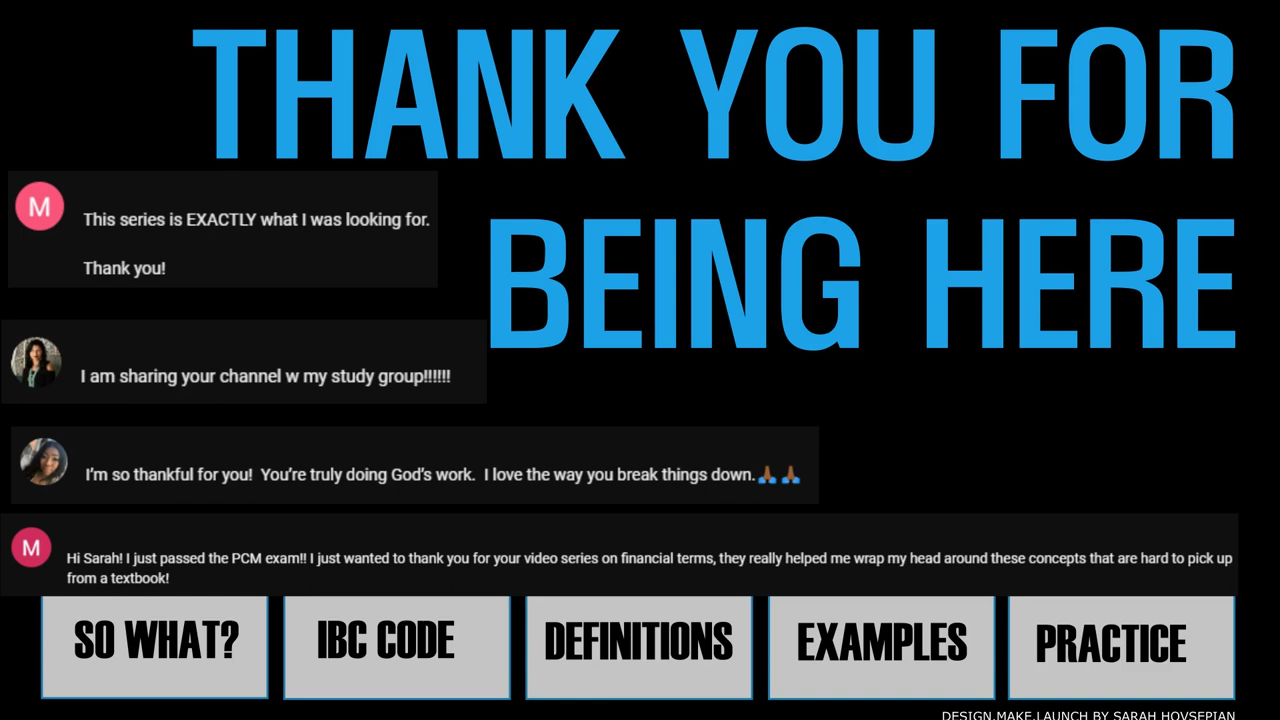 THANK YOU FOR
BEING HERE
M
This series is EXACTLY what I was looking for.
Thank you!
I am sharing your channel w my study group!!!!!!
I'm so thankful for you!  You're truly doing God's work.  I love the way you break things down.🙏🏾🙏🏾
M
Hi Sarah! I just passed the PCM exam!! I just wanted to thank you for your video series on financial terms, they really helped me wrap my head around these concepts that are hard to pick up
from a textbook!
SO WHAT?
IBC CODE
DEFINITIONS
EXAMPLES
PRACTICE
DESIGN.MAKE.LAUNCH BY SARAH HOVSEPIAN